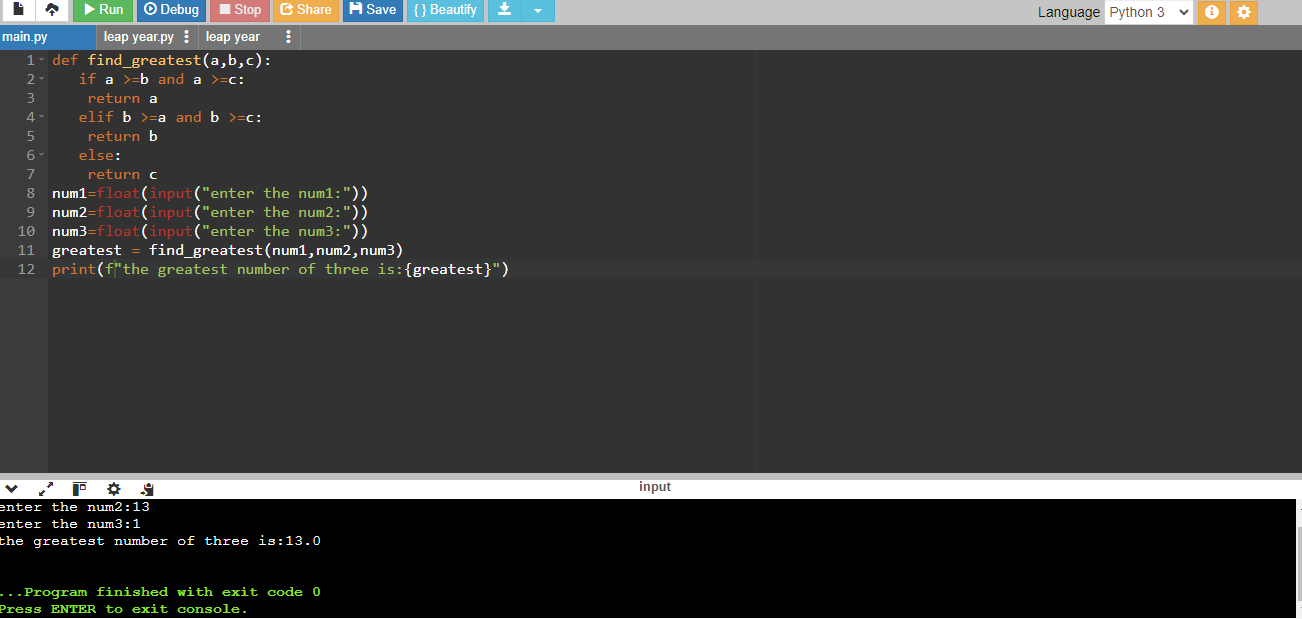 Run Debug Stop Share Save { } Beautify Language Python 3
main.py leap year.py leap year
1 def find_greatest(a,b,c):
2 if a >=b and a >=c:
3 return a
4 elif b >=a and b >=c:
5 return b
6 else:
7 return c
8 num1=float(input("enter the num1:"))
9 num2=float(input("enter the num2:"))
10 num3=float(input("enter the num3:"))
11 greatest = find_greatest(num1,num2,num3)
12 print(f"the greatest number of three is:{greatest}")
input
enter the num2:13
enter the num3:1
the greatest number of three is:13.0
...Program finished with exit code 0
Press ENTER to exit console.